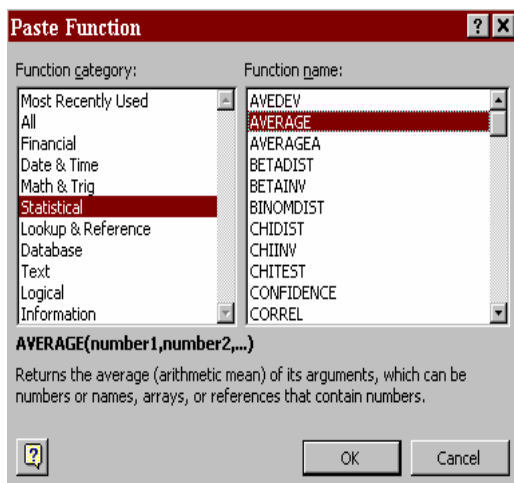 Paste Function ? X
Function category: Function name:
Most Recently Used
All
Financial
Date & Time
Math & Trig
Statistical
Lookup & Reference
Database
Text
Logical
Information
AVEDEV
AVERAGE
AVERAGEA
BETADIST
BETAINV
BINOMDIST
CHIDIST
CHIINV
CHITEST
CONFIDENCE
CORREL
AVERAGE(number1,number2,...)
Returns the average (arithmetic mean) of its arguments, which can be
numbers or names, arrays, or references that contain numbers.
? OK Cancel